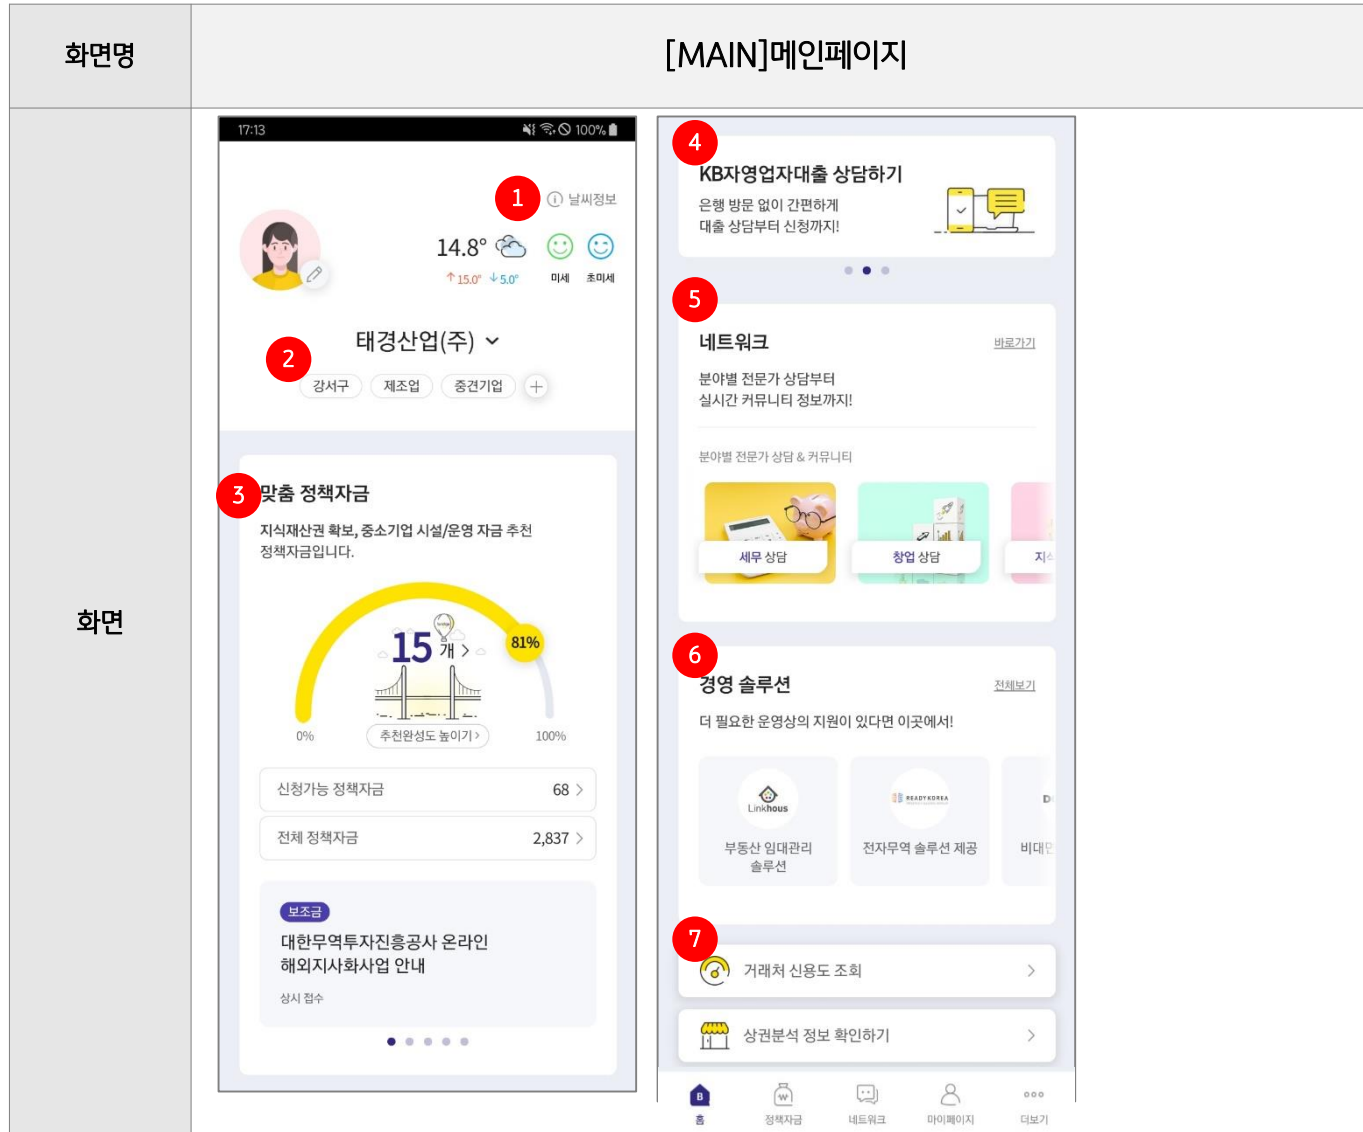 화면명
[MAIN]메인페이지
화면
17:13
100%
1
날씨정보
14.8°
↑15.0° ↓5.0°
미세
초미세
2
태경산업(주)
강서구
제조업
중견기업
3
맞춤 정책자금
지식재산권 확보, 중소기업 시설/운영 자금 추천
정책자금입니다.
15개 >
81%
0%
추천완성도 높이기 >
100%
신청가능 정책자금
68 >
전체 정책자금
2,837 >
보조금
대한무역투자진흥공사 온라인
해외지사화사업 안내
상시 접수
4
KB자영업자대출 상담하기
은행 방문 없이 간편하게
대출 상담부터 신청까지!
5
네트워크
바로가기
분야별 전문가 상담부터
실시간 커뮤니티 정보까지!
분야별 전문가 상담 & 커뮤니티
세무 상담
창업 상담
지식
6
경영 솔루션
전체보기
더 필요한 운영상의 지원이 있다면 이곳에서!
Linkhous
READYKOREA
부동산 임대관리
솔루션
전자무역 솔루션 제공
비대면
7
거래처 신용도 조회
상권분석 정보 확인하기
B
홈
정책자금
네트워크
마이페이지
더보기